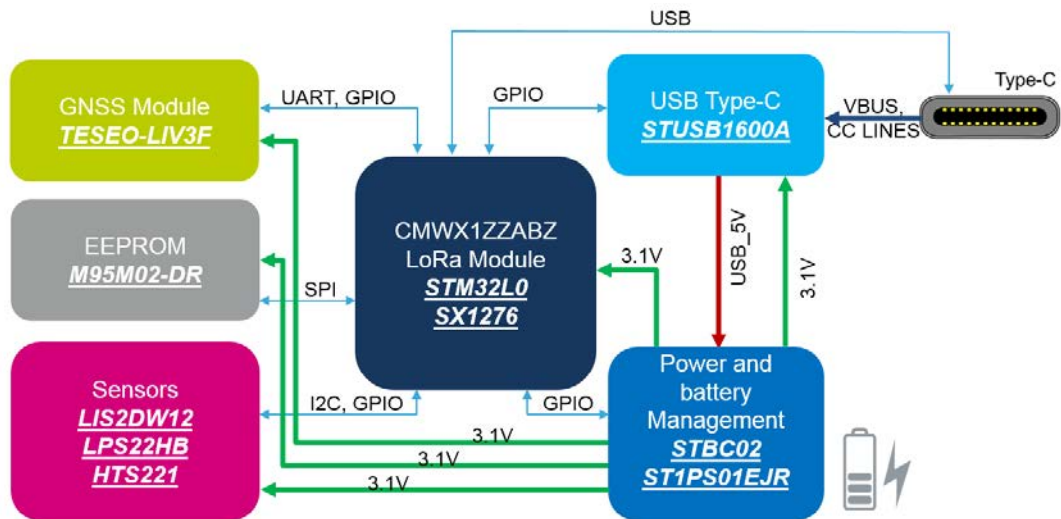 USB
Type-C
GNSS Module
TESEO-LIV3F
UART, GPIO
GPIO
USB Type-C
STUSB1600A
VBUS,
CC LINES
EEPROM
M95M02-DR
SPI
CMWX1ZZABZ
LoRa Module
STM32L0
SX1276
3.1V
USB_5V
3.1V
Sensors
LIS2DW12
LPS22HB
HTS221
I2C, GPIO
GPIO
Power and
battery
Management
STBC02
ST1PS01EJR
3.1V
3.1V
3.1V